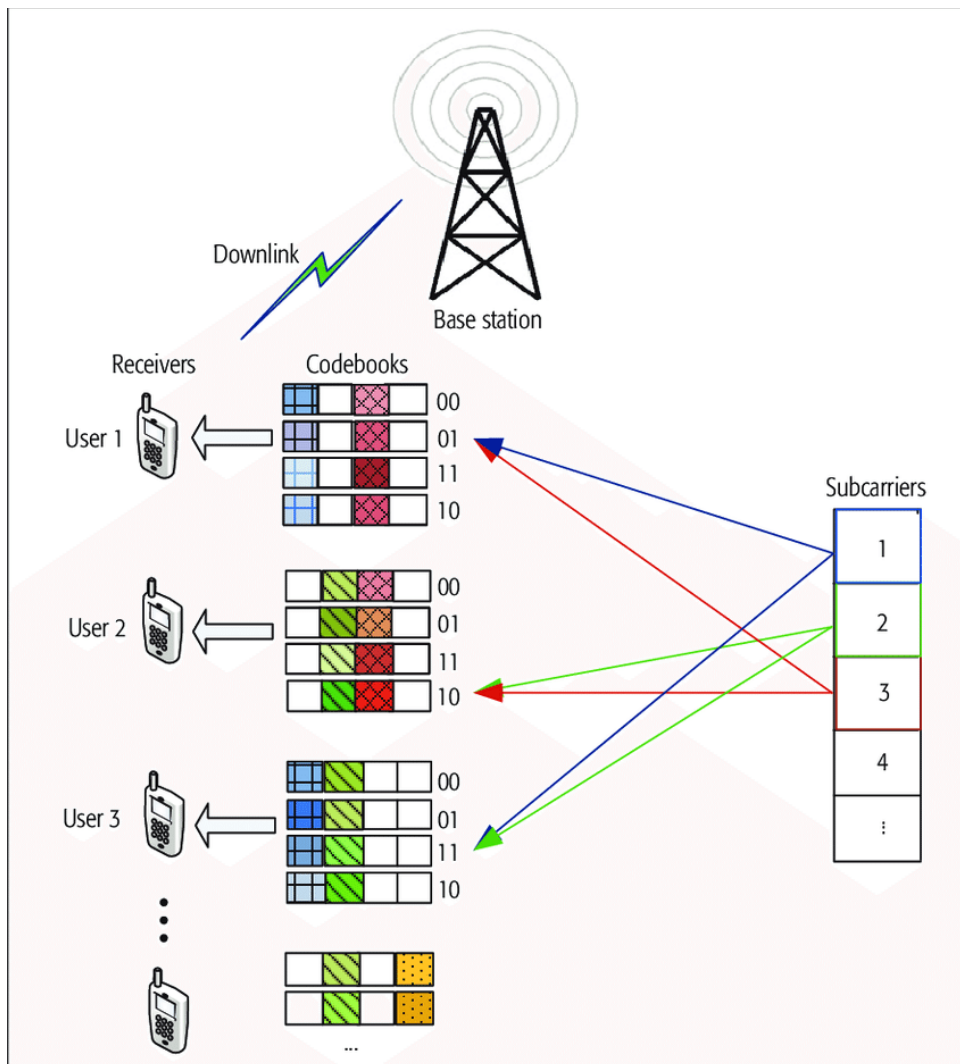 Downlink
Base station
Receivers
Codebooks
00
User 1
01
11
10
Subcarriers
1
2
3
4
⋮
00
User 2
01
11
10
00
User 3
01
11
10
...